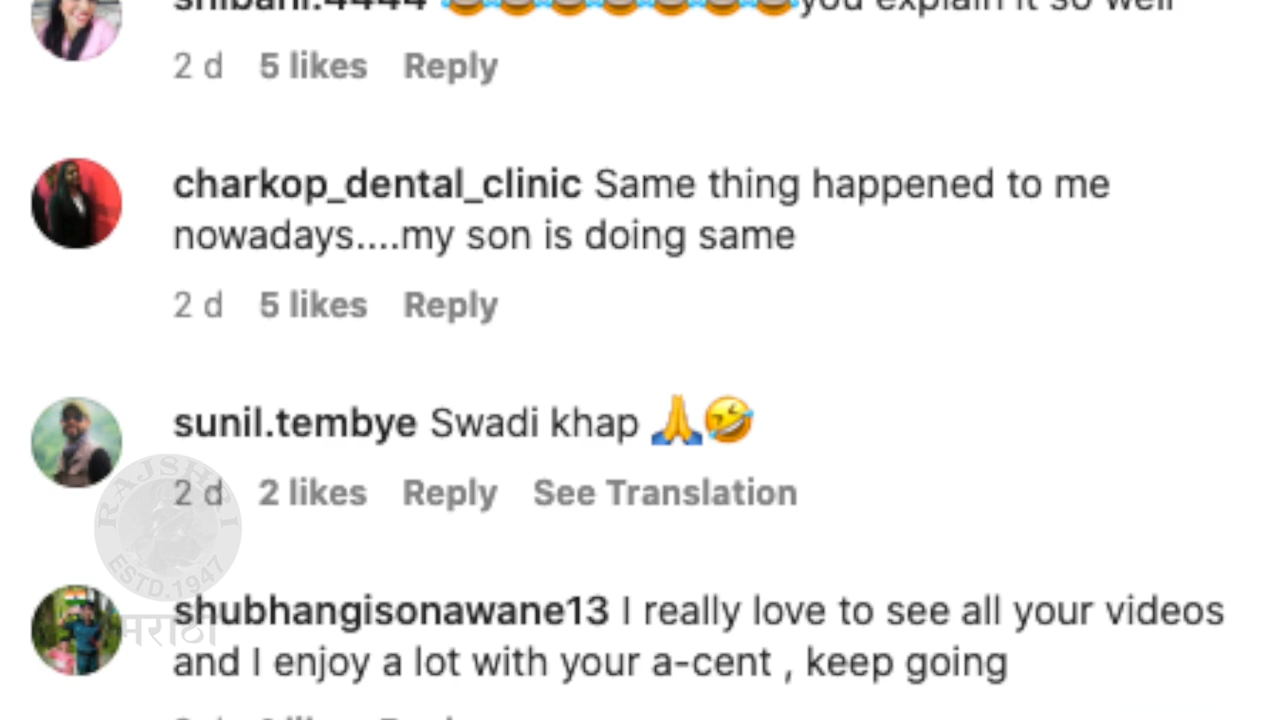 shibani.4444 😂😂😂😂😂😂😂you explain it so well
2 d 5 likes Reply
charkop_dental_clinic Same thing happened to me
nowadays....my son is doing same
2 d 5 likes Reply
sunil.tembye Swadi khap 🙏🤣
2 d 2 likes Reply See Translation
RAJSHRI
ESTD.1947
मराठी
shubhangisonawane13 I really love to see all your videos
and I enjoy a lot with your a-cent , keep going